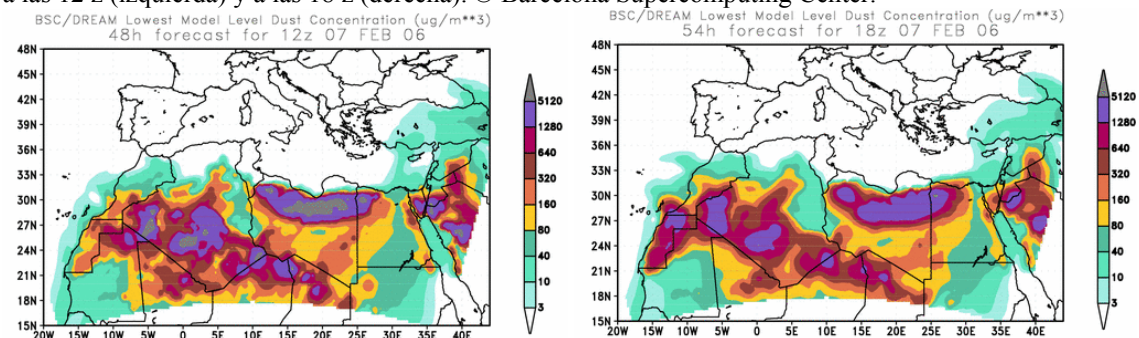 a las 12 z (izquierda) y a las 18 z (derecha). © Barcelona Supercomputing Center.
BSC/DREAM Lowest Model Level Dust Concentration (ug/m**3)
48h forecast for 12z 07 FEB 06
48N
45N
42N
39N
36N
33N
30N
27N
24N
21N
18N
15N
20W 15W 10W 5W 0 5E 10E 15E 20E 25E 30E 35E 40E
5120
1280
640
320
160
80
40
10
3
BSC/DREAM Lowest Model Level Dust Concentration (ug/m**3)
54h forecast for 18z 07 FEB 06
48N
45N
42N
39N
36N
33N
30N
27N
24N
21N
18N
15N
20W 15W 10W 5W 0 5E 10E 15E 20E 25E 30E 35E 40E
5120
1280
640
320
160
80
40
10
3